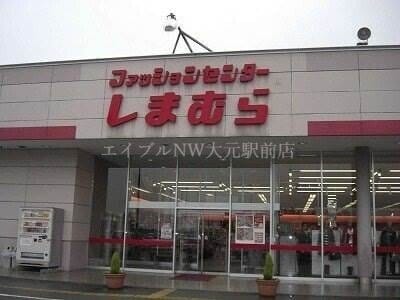 ファッションセンター
しまむら
エイブルNW大元駅前店